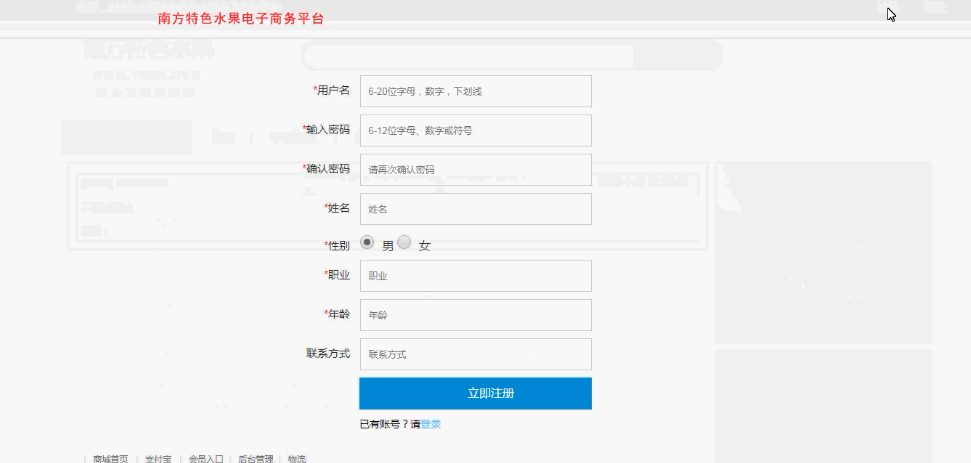 南方特色水果电子商务平台
*用户名 6-20位字母，数字，下划线
*输入密码 6-12位字母、数字或符号
*确认密码 请再次确认密码
*姓名 姓名
*性别 男 女
*职业 职业
*年龄 年龄
联系方式 联系方式
立即注册
已有账号？请登录
| 商城首页 | 支付宝 | 会员入口 | 后台管理 | 物流